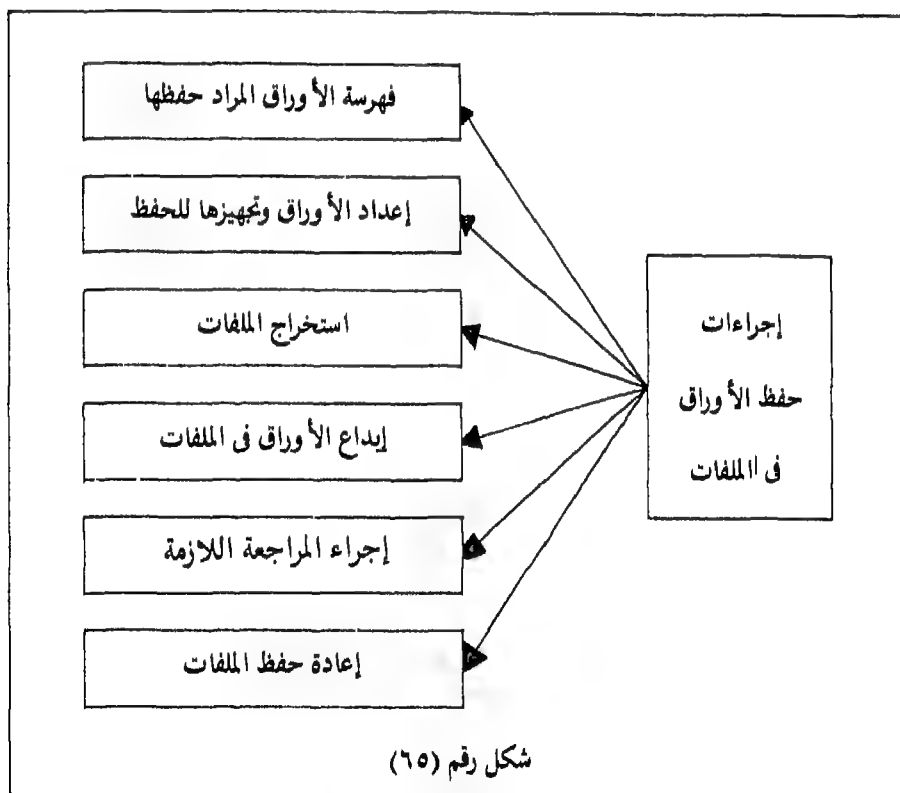 إجراءات
حفظ الأوراق
فى الملفات
فهرسة الأوراق المراد حفظها
إعداد الأوراق وتجهيزها للحفظ
استخراج الملفات
إيداع الأوراق فى الملفات
إجراء المراجعة اللازمة
إعادة حفظ الملفات
شكل رقم (٦٥)